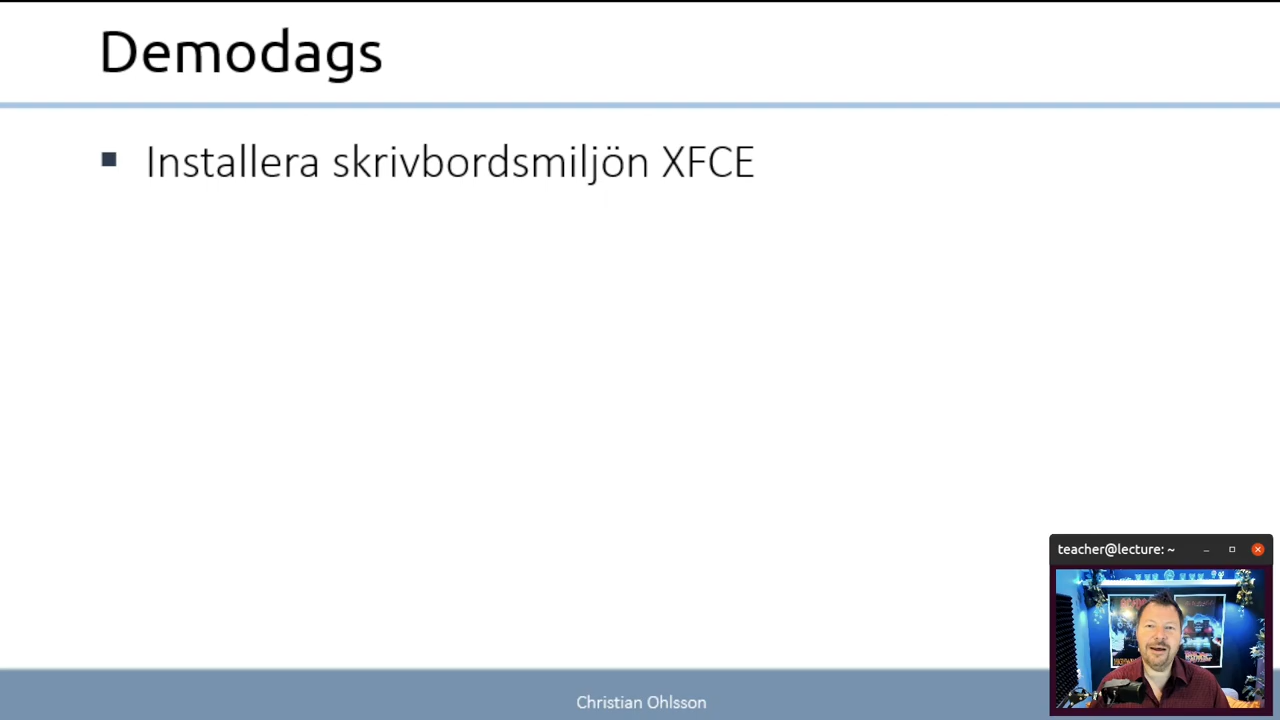 Demodags
Installera skrivbordsmiljön XFCE
teacher@lecture: ~
Christian Ohlsson